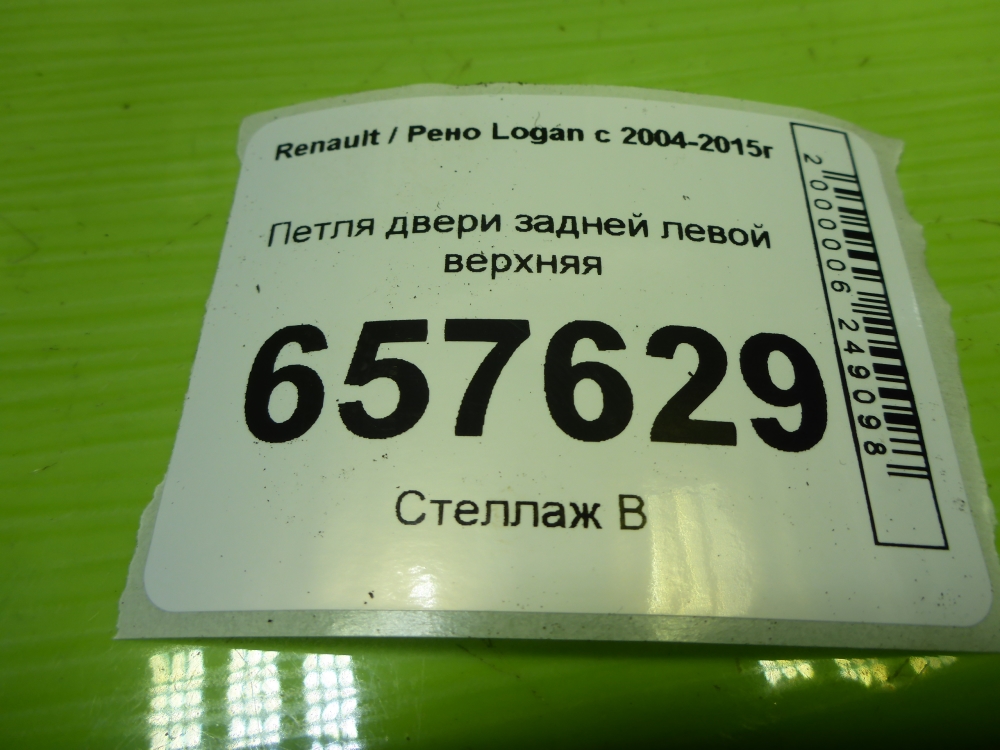 Renault / Рено Logan с 2004-2015г
Петля двери задней левой
верхняя
657629
Стеллаж В
2000006249098